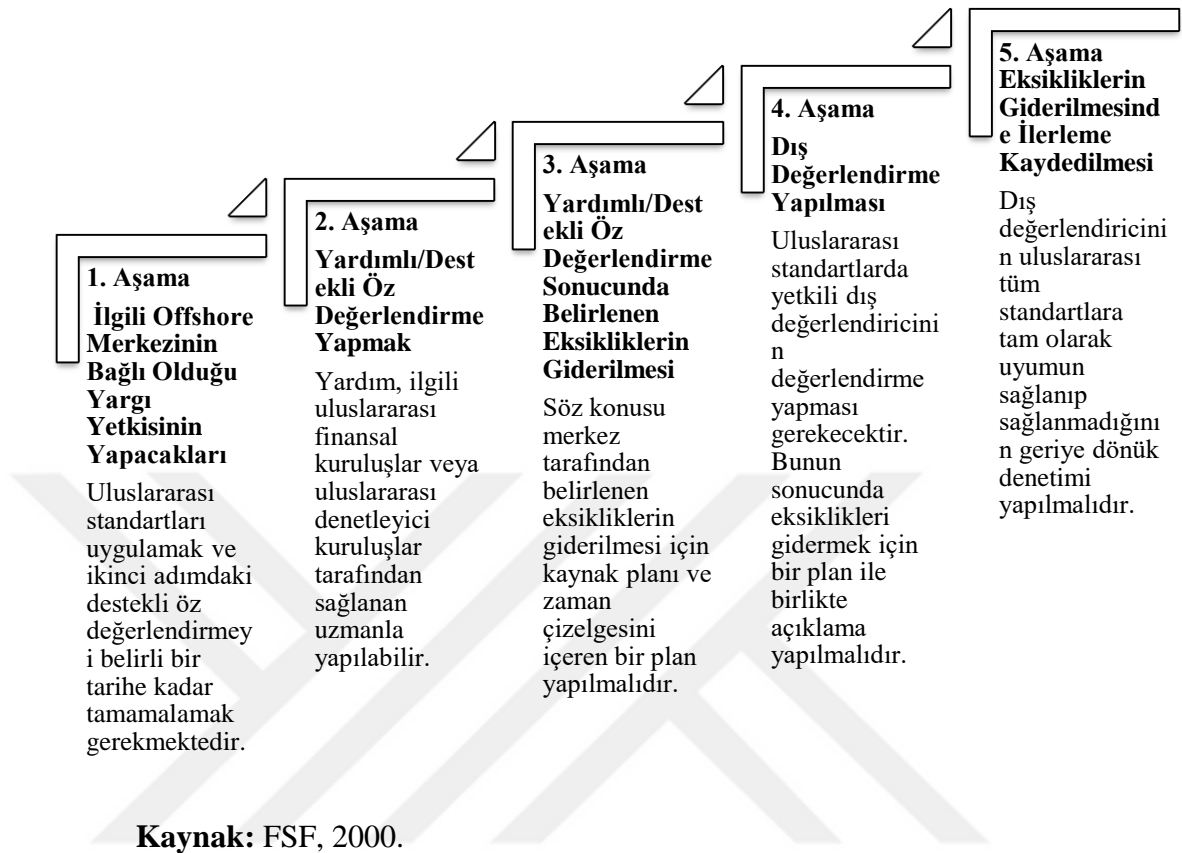 1. Aşama
İlgili Offshore
Merkezinin
Bağlı Olduğu
Yargı
Yetkisinin
Yapacakları
Uluslararası
standartları
uygulamak ve
ikinci adımdaki
destekli öz
değerlendirmey
i belirli bir
tarihe kadar
tamamalamak
gerekmektedir.
2. Aşama
Yardımlı/Dest
ekli Öz
Değerlendirme
Yapmak
Yardım, ilgili
uluslararası
finansal
kuruluşlar veya
uluslararası
denetleyici
kuruluşlar
tarafından
sağlanan
uzmanla
yapılabilir.
3. Aşama
Yardımlı/Dest
ekli Öz
Değerlendirme
Sonucunda
Belirlenen
Eksikliklerin
Giderilmesi
Söz konusu
merkez
tarafından
belirlenen
eksikliklerin
giderilmesi için
kaynak planı ve
zaman
çizelgesini
içeren bir plan
yapılmalıdır.
4. Aşama
Dış
Değerlendirme
Yapılması
Uluslararası
standartlarda
yetkili dış
değerlendiricini
n
değerlendirme
yapması
gerekecektir.
Bunun
sonucunda
eksiklikleri
gidermek için
bir plan ile
birlikte
açıklama
yapılmalıdır.
5. Aşama
Eksikliklerin
Giderilmesind
e İlerleme
Kaydedilmesi
Dış
değerlendiricini
n uluslararası
tüm
standartlara
tam olarak
uyumun
sağlanıp
sağlanmadığını
n geriye dönük
denetimi
yapılmalıdır.
Kaynak: FSF, 2000.